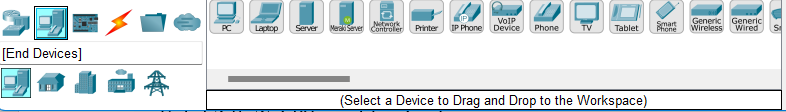 PC
Laptop
Server
Meraki Server
Network
Controller
Printer
IP Phone
VoIP
Device
Phone
TV
Tablet
Smart
Phone
Generic
Wireless
Generic
Wired
[End Devices]
(Select a Device to Drag and Drop to the Workspace)